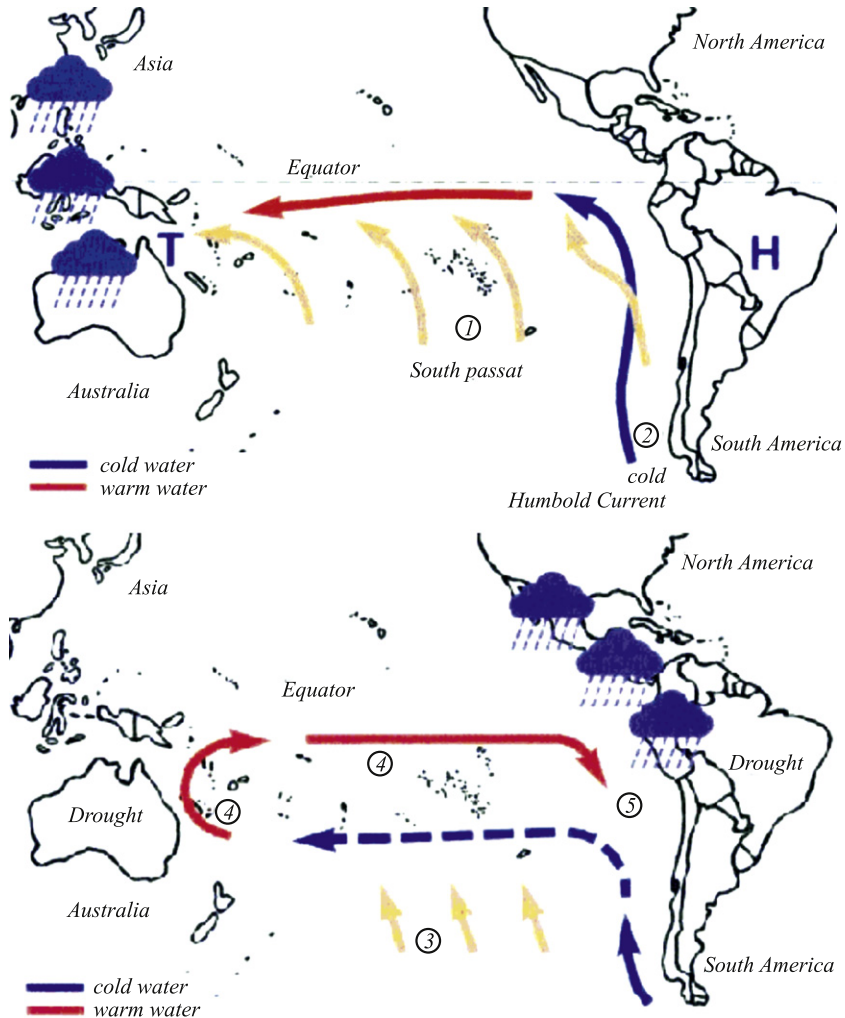 North America
Asia
Equator
T
H
1
South passat
Australia
2
South America
cold water
cold
warm water
Humbold Current
North America
Asia
Equator
4
Drought
Drought
4
5
Australia
3
South America
cold water
warm water